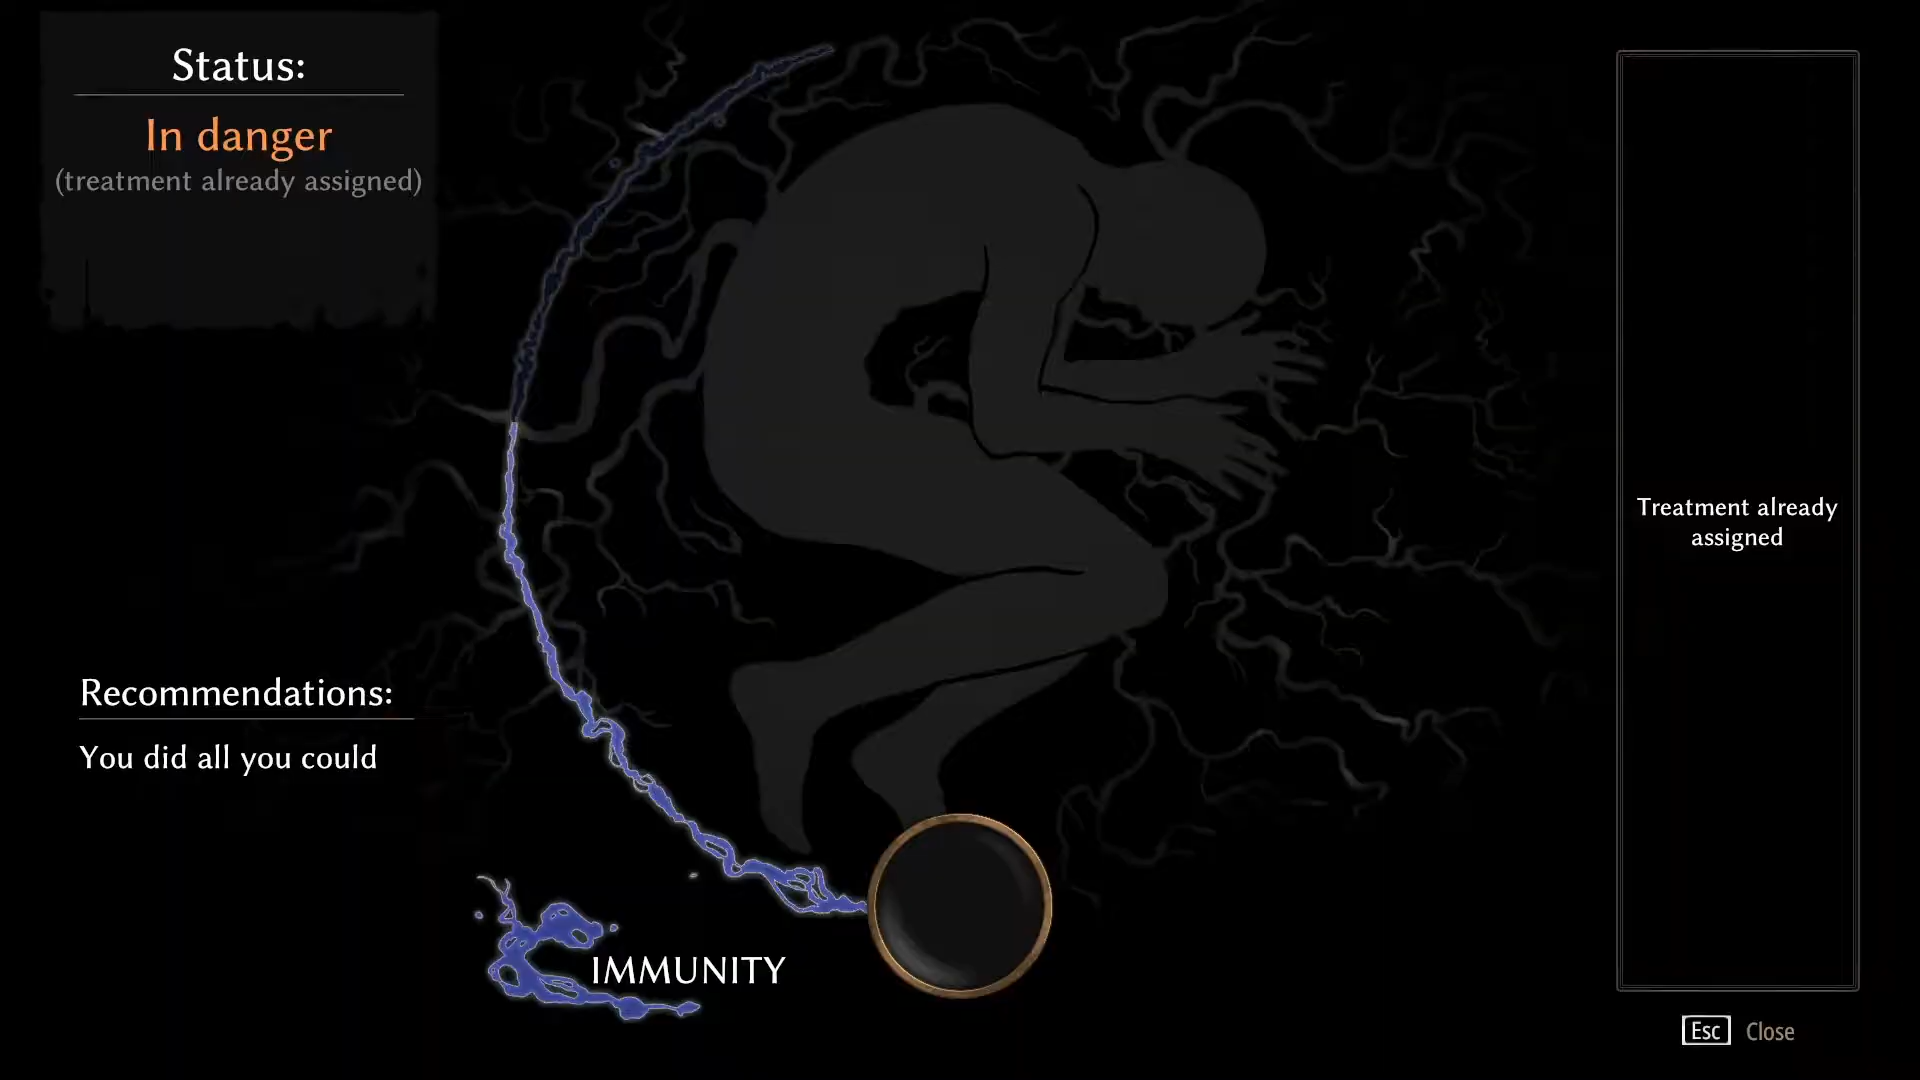 Status:
In danger
(treatment already assigned)
Recommendations:
You did all you could
IMMUNITY
Treatment already
assigned
Esc Close